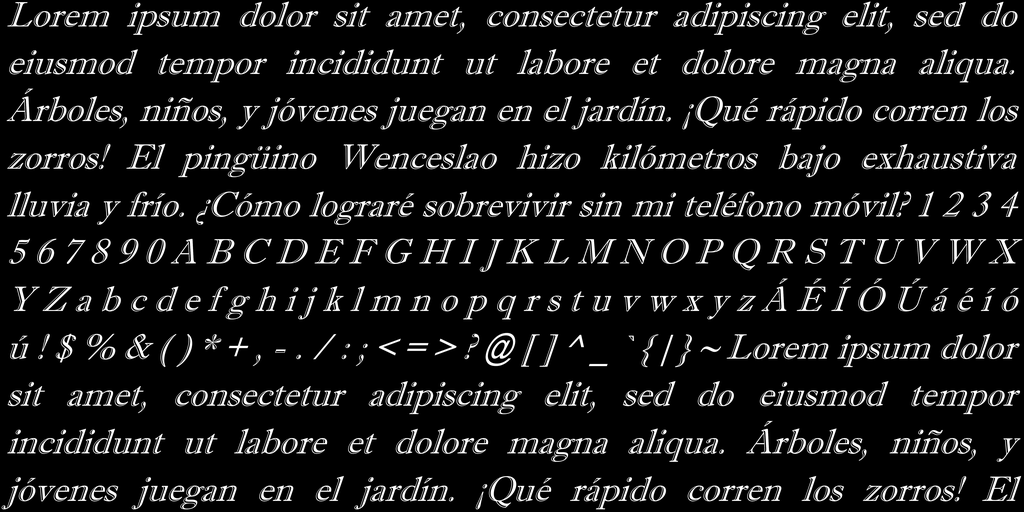 Lorem ipsum dolor sit amet, consectetur adipiscing elit, sed do
eiusmod tempor incididunt ut labore et dolore magna aliqua.
Árboles, niños, y jóvenes juegan en el jardín. ¡Qué rápido corren los
zorros! El pingüino Wenceslao hizo kilómetros bajo exhaustiva
lluvia y frío. ¿Cómo lograré sobrevivir sin mi teléfono móvil? 1 2 3 4
5 6 7 8 9 0 A B C D E F G H I J K L M N O P Q R S T U V W X
Y Z a b c d e f g h i j k l m n o p q r s t u v w x y z Á É Í Ó Ú á é í ó
ú ! $ % & ( ) * + , - . / : ; < = > ? @ [ ] ^ _ ` { | } ~ Lorem ipsum dolor
sit amet, consectetur adipiscing elit, sed do eiusmod tempor
incididunt ut labore et dolore magna aliqua. Árboles, niños, y
jóvenes juegan en el jardín. ¡Qué rápido corren los zorros! El